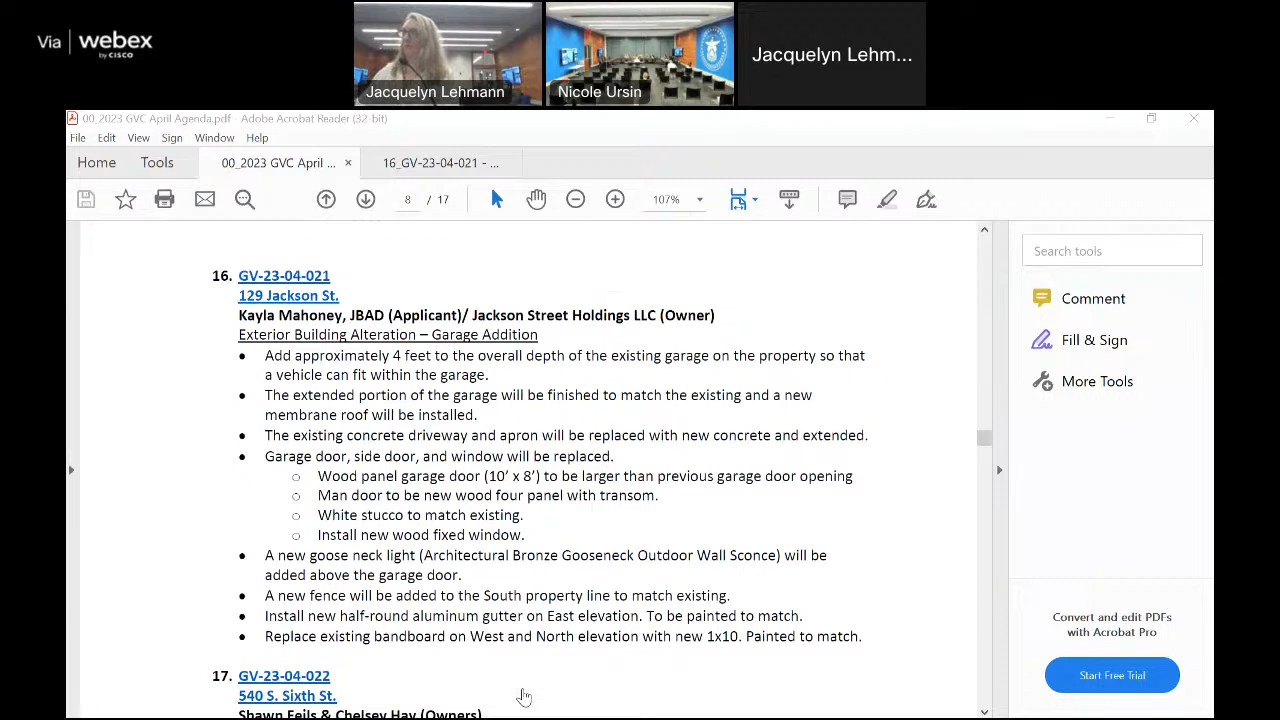 Via | webex
by CISCO
Jacquelyn Lehmann
Nicole Ursin
Jacquelyn Lehm...
00_2023 GVC April Agenda.pdf - Adobe Acrobat Reader (32-bit)
File Edit View Sign Window Help
Home Tools 00_2023 GVC April ... × 16_GV-23-04-021 - ...
8 / 17 107%
Search tools
Comment
Fill & Sign
More Tools
Convert and edit PDFs
with Acrobat Pro
Start Free Trial
16. GV-23-04-021
129 Jackson St.
Kayla Mahoney, JBAD (Applicant)/ Jackson Street Holdings LLC (Owner)
Exterior Building Alteration – Garage Addition
• Add approximately 4 feet to the overall depth of the existing garage on the property so that
a vehicle can fit within the garage.
• The extended portion of the garage will be finished to match the existing and a new
membrane roof will be installed.
• The existing concrete driveway and apron will be replaced with new concrete and extended.
• Garage door, side door, and window will be replaced.
○ Wood panel garage door (10’ x 8’) to be larger than previous garage door opening
○ Man door to be new wood four panel with transom.
○ White stucco to match existing.
○ Install new wood fixed window.
• A new goose neck light (Architectural Bronze Gooseneck Outdoor Wall Sconce) will be
added above the garage door.
• A new fence will be added to the South property line to match existing.
• Install new half-round aluminum gutter on East elevation. To be painted to match.
• Replace existing bandboard on West and North elevation with new 1x10. Painted to match.
17. GV-23-04-022
540 S. Sixth St.
Shawn Feils & Chelsey Hay (Owners)